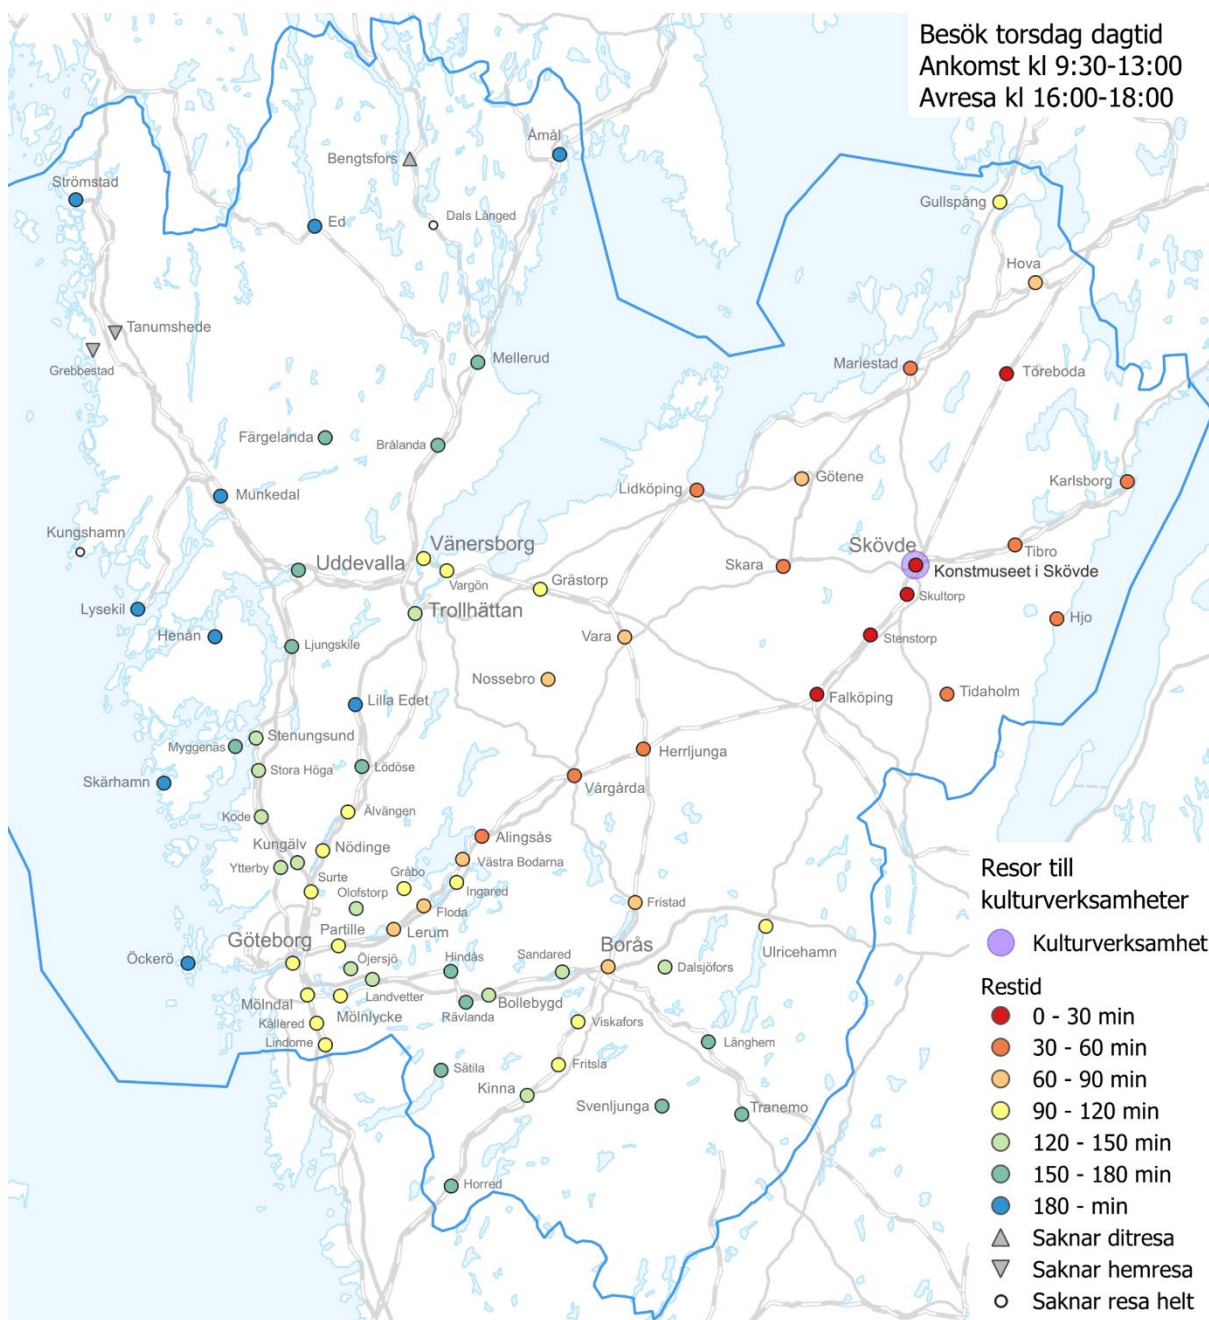 Besök torsdag dagtid
Ankomst kl 9:30-13:00
Avresa kl 16:00-18:00
Åmål
Bengtsfors
Strömstad
Gullspång
Dals Långed
Ed
Hova
Tanumshede
Grebbestad
Mellerud
Mariestad
Töreboda
Färgelanda
Brålanda
Götene
Karlsborg
Lidköping
Munkedal
Kungshamn
Vänersborg
Skövde
Tibro
Uddevalla
Skara
Konstmuseet i Skövde
Vargön
Grästorp
Skultorp
Lysekil
Trollhättan
Hjo
Henån
Vara
Stenstorp
Ljungskile
Nossebro
Tidaholm
Falköping
Lilla Edet
Stenungsund
Myggenäs
Herrljunga
Stora Höga
Lödöse
Skärhamn
Vårgårda
Älvängen
Kode
Alingsås
Kungälv
Nödinge
Västra Bodarna
Ytterby
Surte
Gråbo
Ingared
Olofstorp
Floda
Fristad
Partille
Lerum
Göteborg
Borås
Ulricehamn
Öckerö
Öjersjö
Hindås
Sandared
Dalsjöfors
Landvetter
Mölndal
Mölnlycke
Rävlanda
Bollebygd
Kållered
Viskafors
Lindome
Länghem
Sätila
Fritsla
Kinna
Svenljunga
Tranemo
Horred
Resor till
kulturverksamheter
Kulturverksamhet
Restid
0 - 30 min
30 - 60 min
60 - 90 min
90 - 120 min
120 - 150 min
150 - 180 min
180 - min
Saknar ditresa
Saknar hemresa
Saknar resa helt